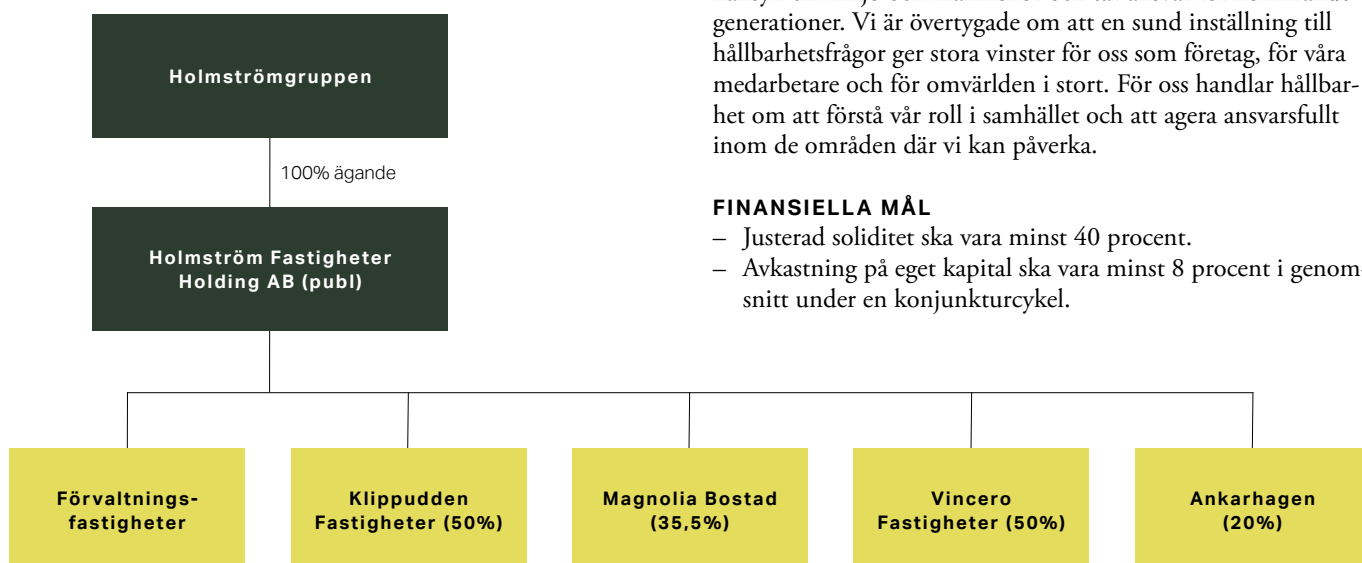 Holmströmgruppen
100% ägande
Holmström Fastigheter
Holding AB (publ)
Förvaltnings-
fastigheter
Klippudden
Fastigheter (50%)
Magnolia Bostad
(35,5%)
Vincero
Fastigheter (50%)
Ankarhagen
(20%)
generationer. Vi är övertygade om att en sund inställning till
hållbarhetsfrågor ger stora vinster för oss som företag, för våra
medarbetare och för omvärlden i stort. För oss handlar hållbar-
het om att förstå vår roll i samhället och att agera ansvarsfullt
inom de områden där vi kan påverka.
FINANSIELLA MÅL
– Justerad soliditet ska vara minst 40 procent.
– Avkastning på eget kapital ska vara minst 8 procent i genom-
snitt under en konjunkturcykel.